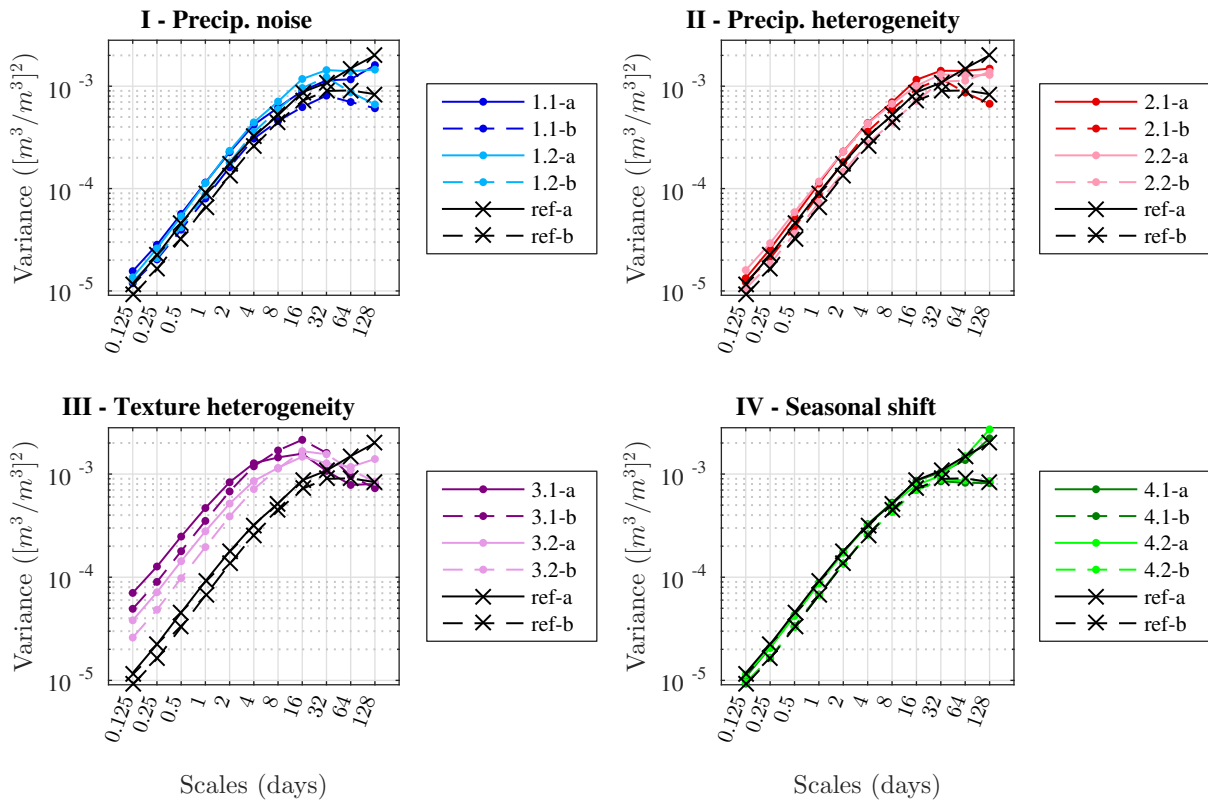 I - Precip. noise
Variance ([m³/m³]²)
10⁻³
10⁻⁴
10⁻⁵
0.125
0.25
0.5
1
2
4
8
16
32
64
128
1.1-a
1.1-b
1.2-a
1.2-b
ref-a
ref-b
II - Precip. heterogeneity
Variance ([m³/m³]²)
10⁻³
10⁻⁴
10⁻⁵
0.125
0.25
0.5
1
2
4
8
16
32
64
128
2.1-a
2.1-b
2.2-a
2.2-b
ref-a
ref-b
III - Texture heterogeneity
Variance ([m³/m³]²)
10⁻³
10⁻⁴
10⁻⁵
0.125
0.25
0.5
1
2
4
8
16
32
64
128
Scales (days)
3.1-a
3.1-b
3.2-a
3.2-b
ref-a
ref-b
IV - Seasonal shift
Variance ([m³/m³]²)
10⁻³
10⁻⁴
10⁻⁵
0.125
0.25
0.5
1
2
4
8
16
32
64
128
Scales (days)
4.1-a
4.1-b
4.2-a
4.2-b
ref-a
ref-b